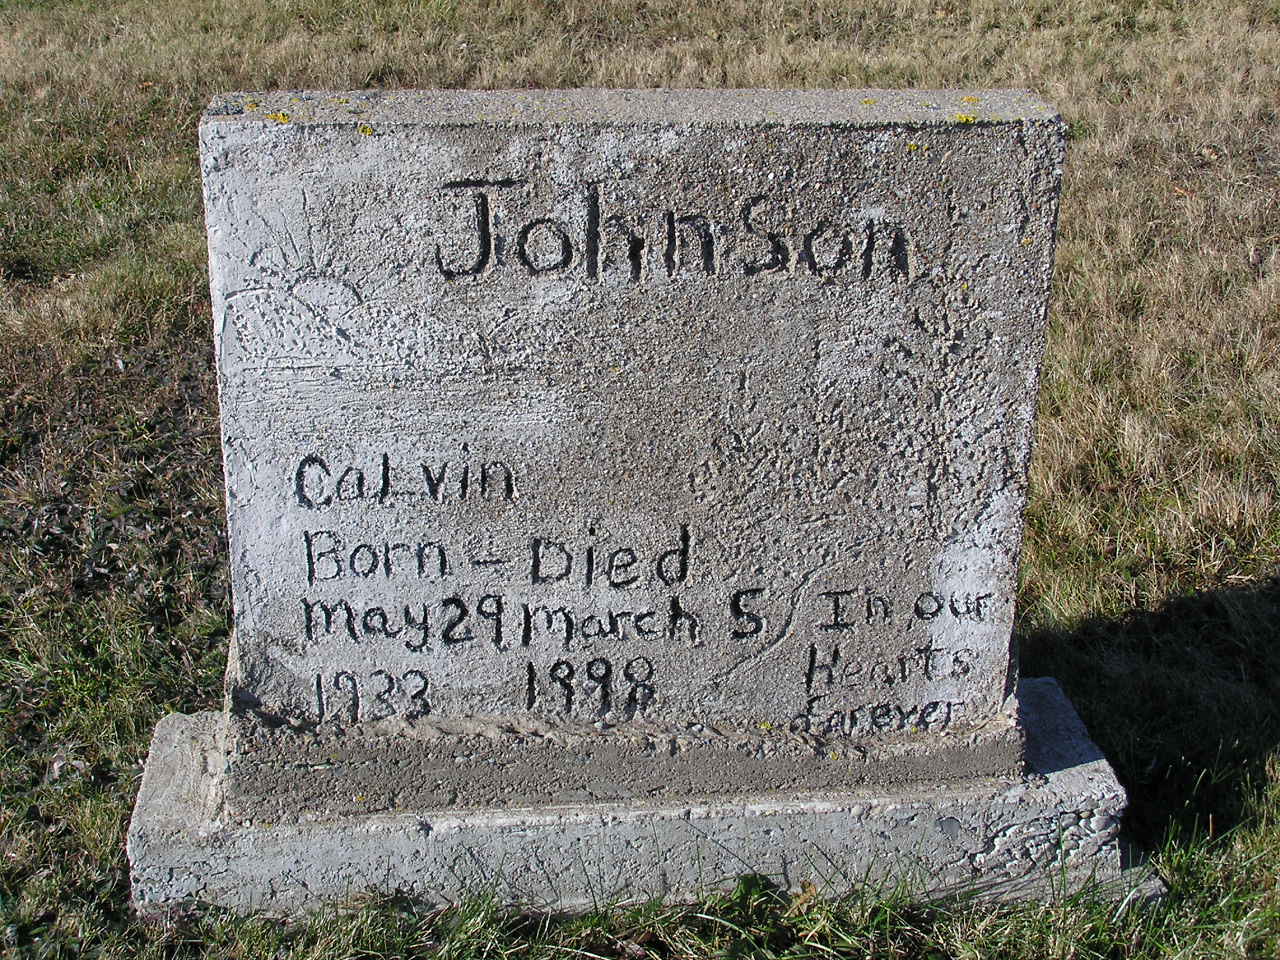 Johnson
Calvin
Born - Died
May 29 March 5
1933 1998
In our
Hearts
forever